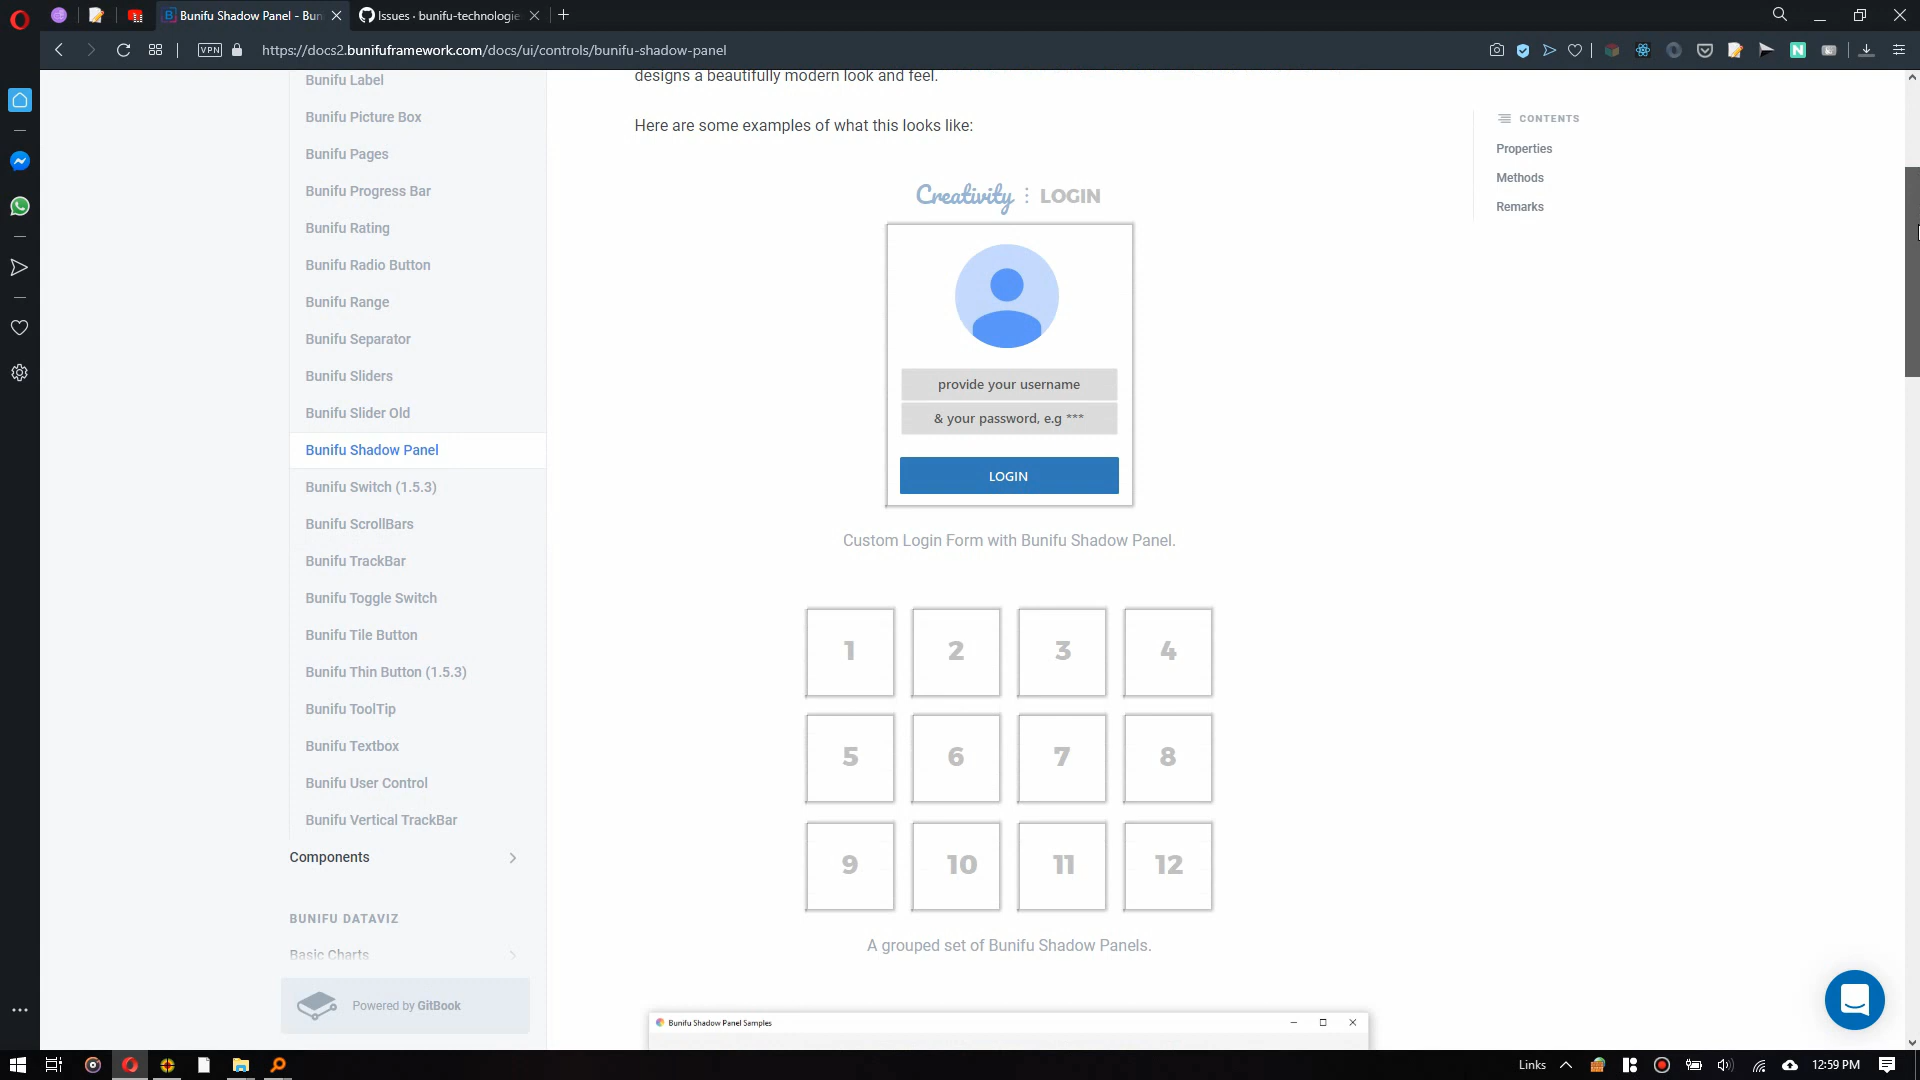 Bunifu Shadow Panel - Bun
Issues · bunifu-technologie
VPN
https://docs2.bunifuframework.com/docs/ui/controls/bunifu-shadow-panel
Bunifu Label
Bunifu Picture Box
Bunifu Pages
Bunifu Progress Bar
Bunifu Rating
Bunifu Radio Button
Bunifu Range
Bunifu Separator
Bunifu Sliders
Bunifu Slider Old
Bunifu Shadow Panel
Bunifu Switch (1.5.3)
Bunifu ScrollBars
Bunifu TrackBar
Bunifu Toggle Switch
Bunifu Tile Button
Bunifu Thin Button (1.5.3)
Bunifu ToolTip
Bunifu Textbox
Bunifu User Control
Bunifu Vertical TrackBar
Components
BUNIFU DATAVIZ
Basic Charts
Powered by GitBook
designs a beautifully modern look and feel.
Here are some examples of what this looks like:
Creativity : LOGIN
provide your username
& your password, e.g ***
LOGIN
Custom Login Form with Bunifu Shadow Panel.
1 2 3 4
5 6 7 8
9 10 11 12
A grouped set of Bunifu Shadow Panels.
Bunifu Shadow Panel Samples
CONTENTS
Properties
Methods
Remarks
Links
12:59 PM